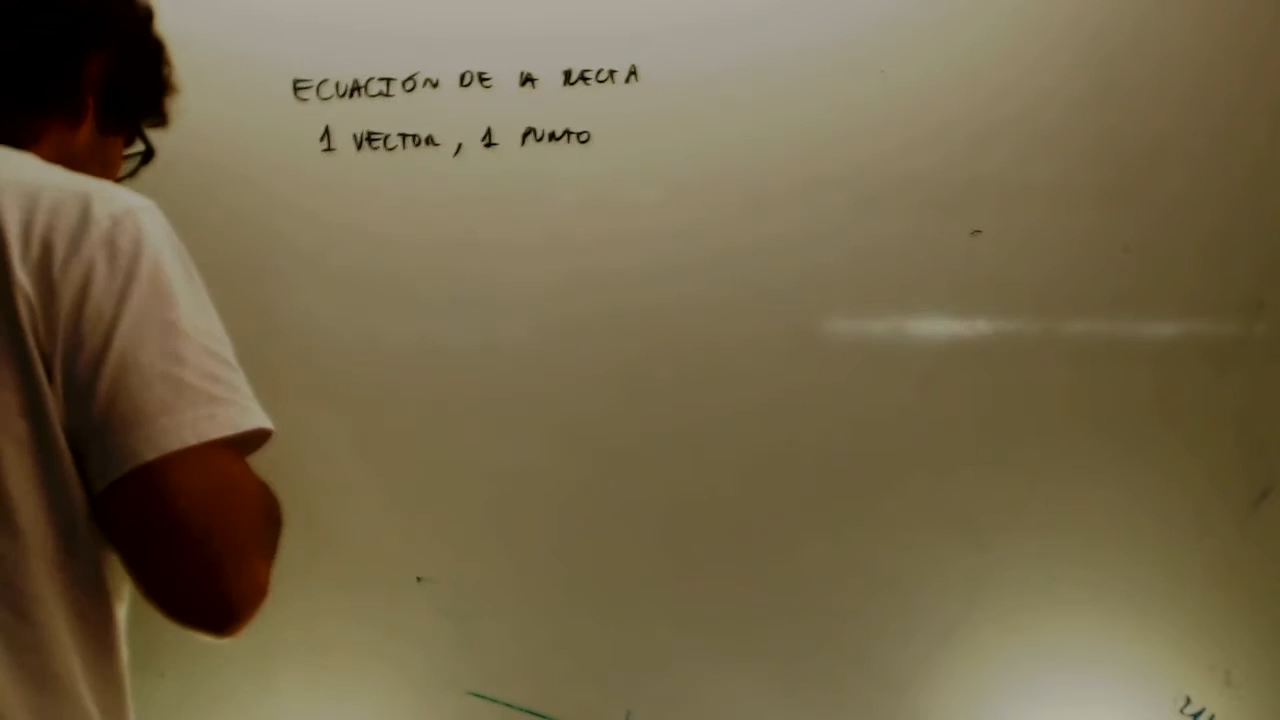 ECUACIÓN DE LA RECTA
1 VECTOR, 1 PUNTO